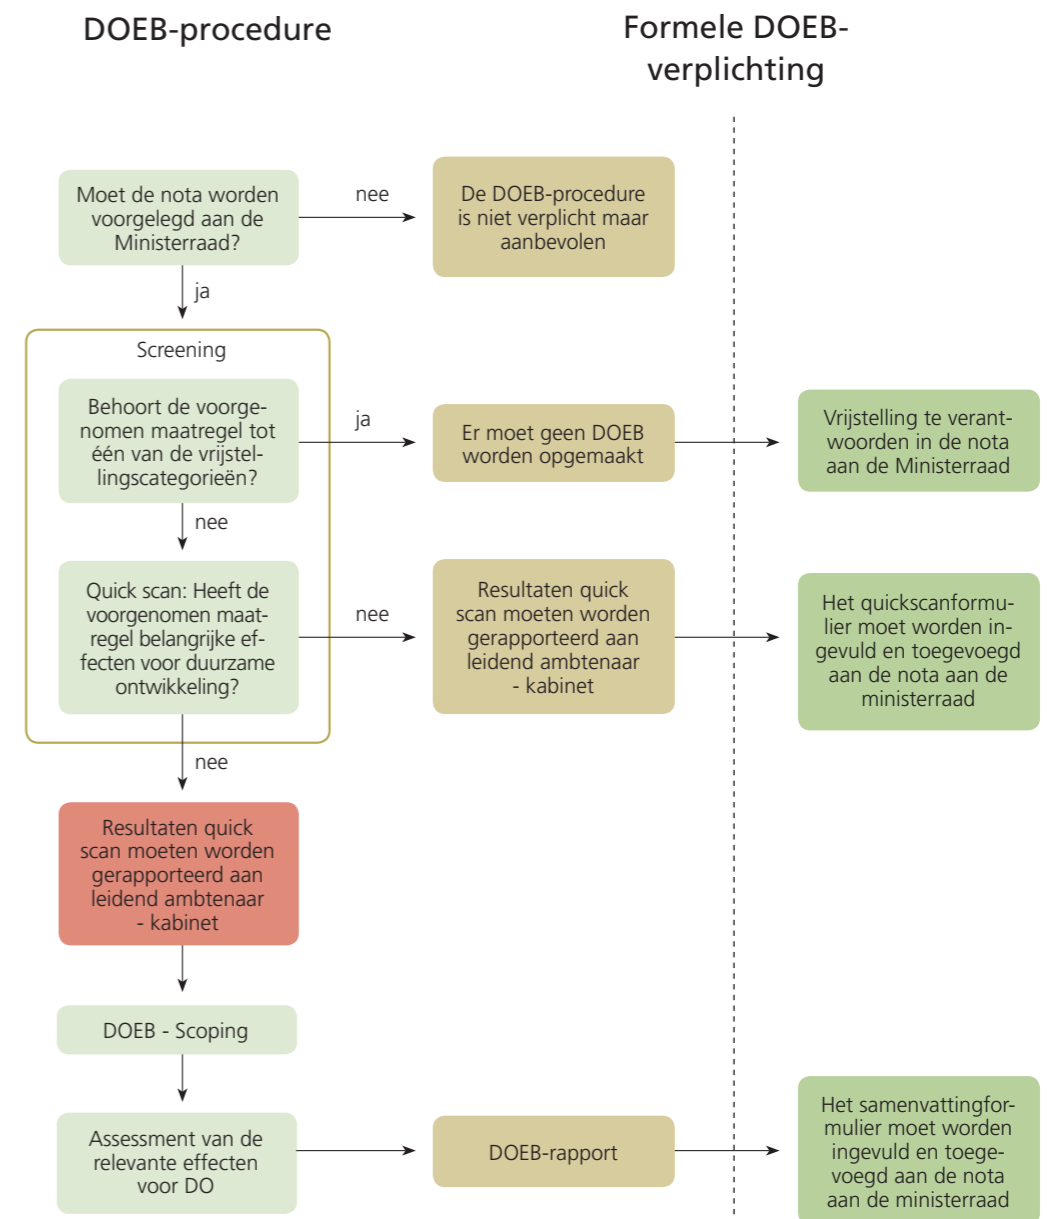 DOEB-procedure
Formele DOEB-
verplichting
Moet de nota worden
voorgelegd aan de
Ministerraad?
nee
De DOEB-procedure
is niet verplicht maar
aanbevolen
ja
Screening
Behoort de voorge-
nomen maatregel tot
één van de vrijstel-
lingscategorieën?
ja
Er moet geen DOEB
worden opgemaakt
Vrijstelling te verant-
woorden in de nota
aan de Ministerraad
nee
Quick scan: Heeft de
voorgenomen maat-
regel belangrijke ef-
fecten voor duurzame
ontwikkeling?
nee
Resultaten quick
scan moeten worden
gerapporteerd aan
leidend ambtenaar
- kabinet
Het quickscanformu-
lier moet worden in-
gevuld en toegevoegd
aan de nota aan de
ministerraad
nee
Resultaten quick
scan moeten worden
gerapporteerd aan
leidend ambtenaar
- kabinet
DOEB - Scoping
Assessment van de
relevante effecten
voor DO
DOEB-rapport
Het samenvattingfor-
mulier moet worden
ingevuld en toege-
voegd aan de nota
aan de ministerraad